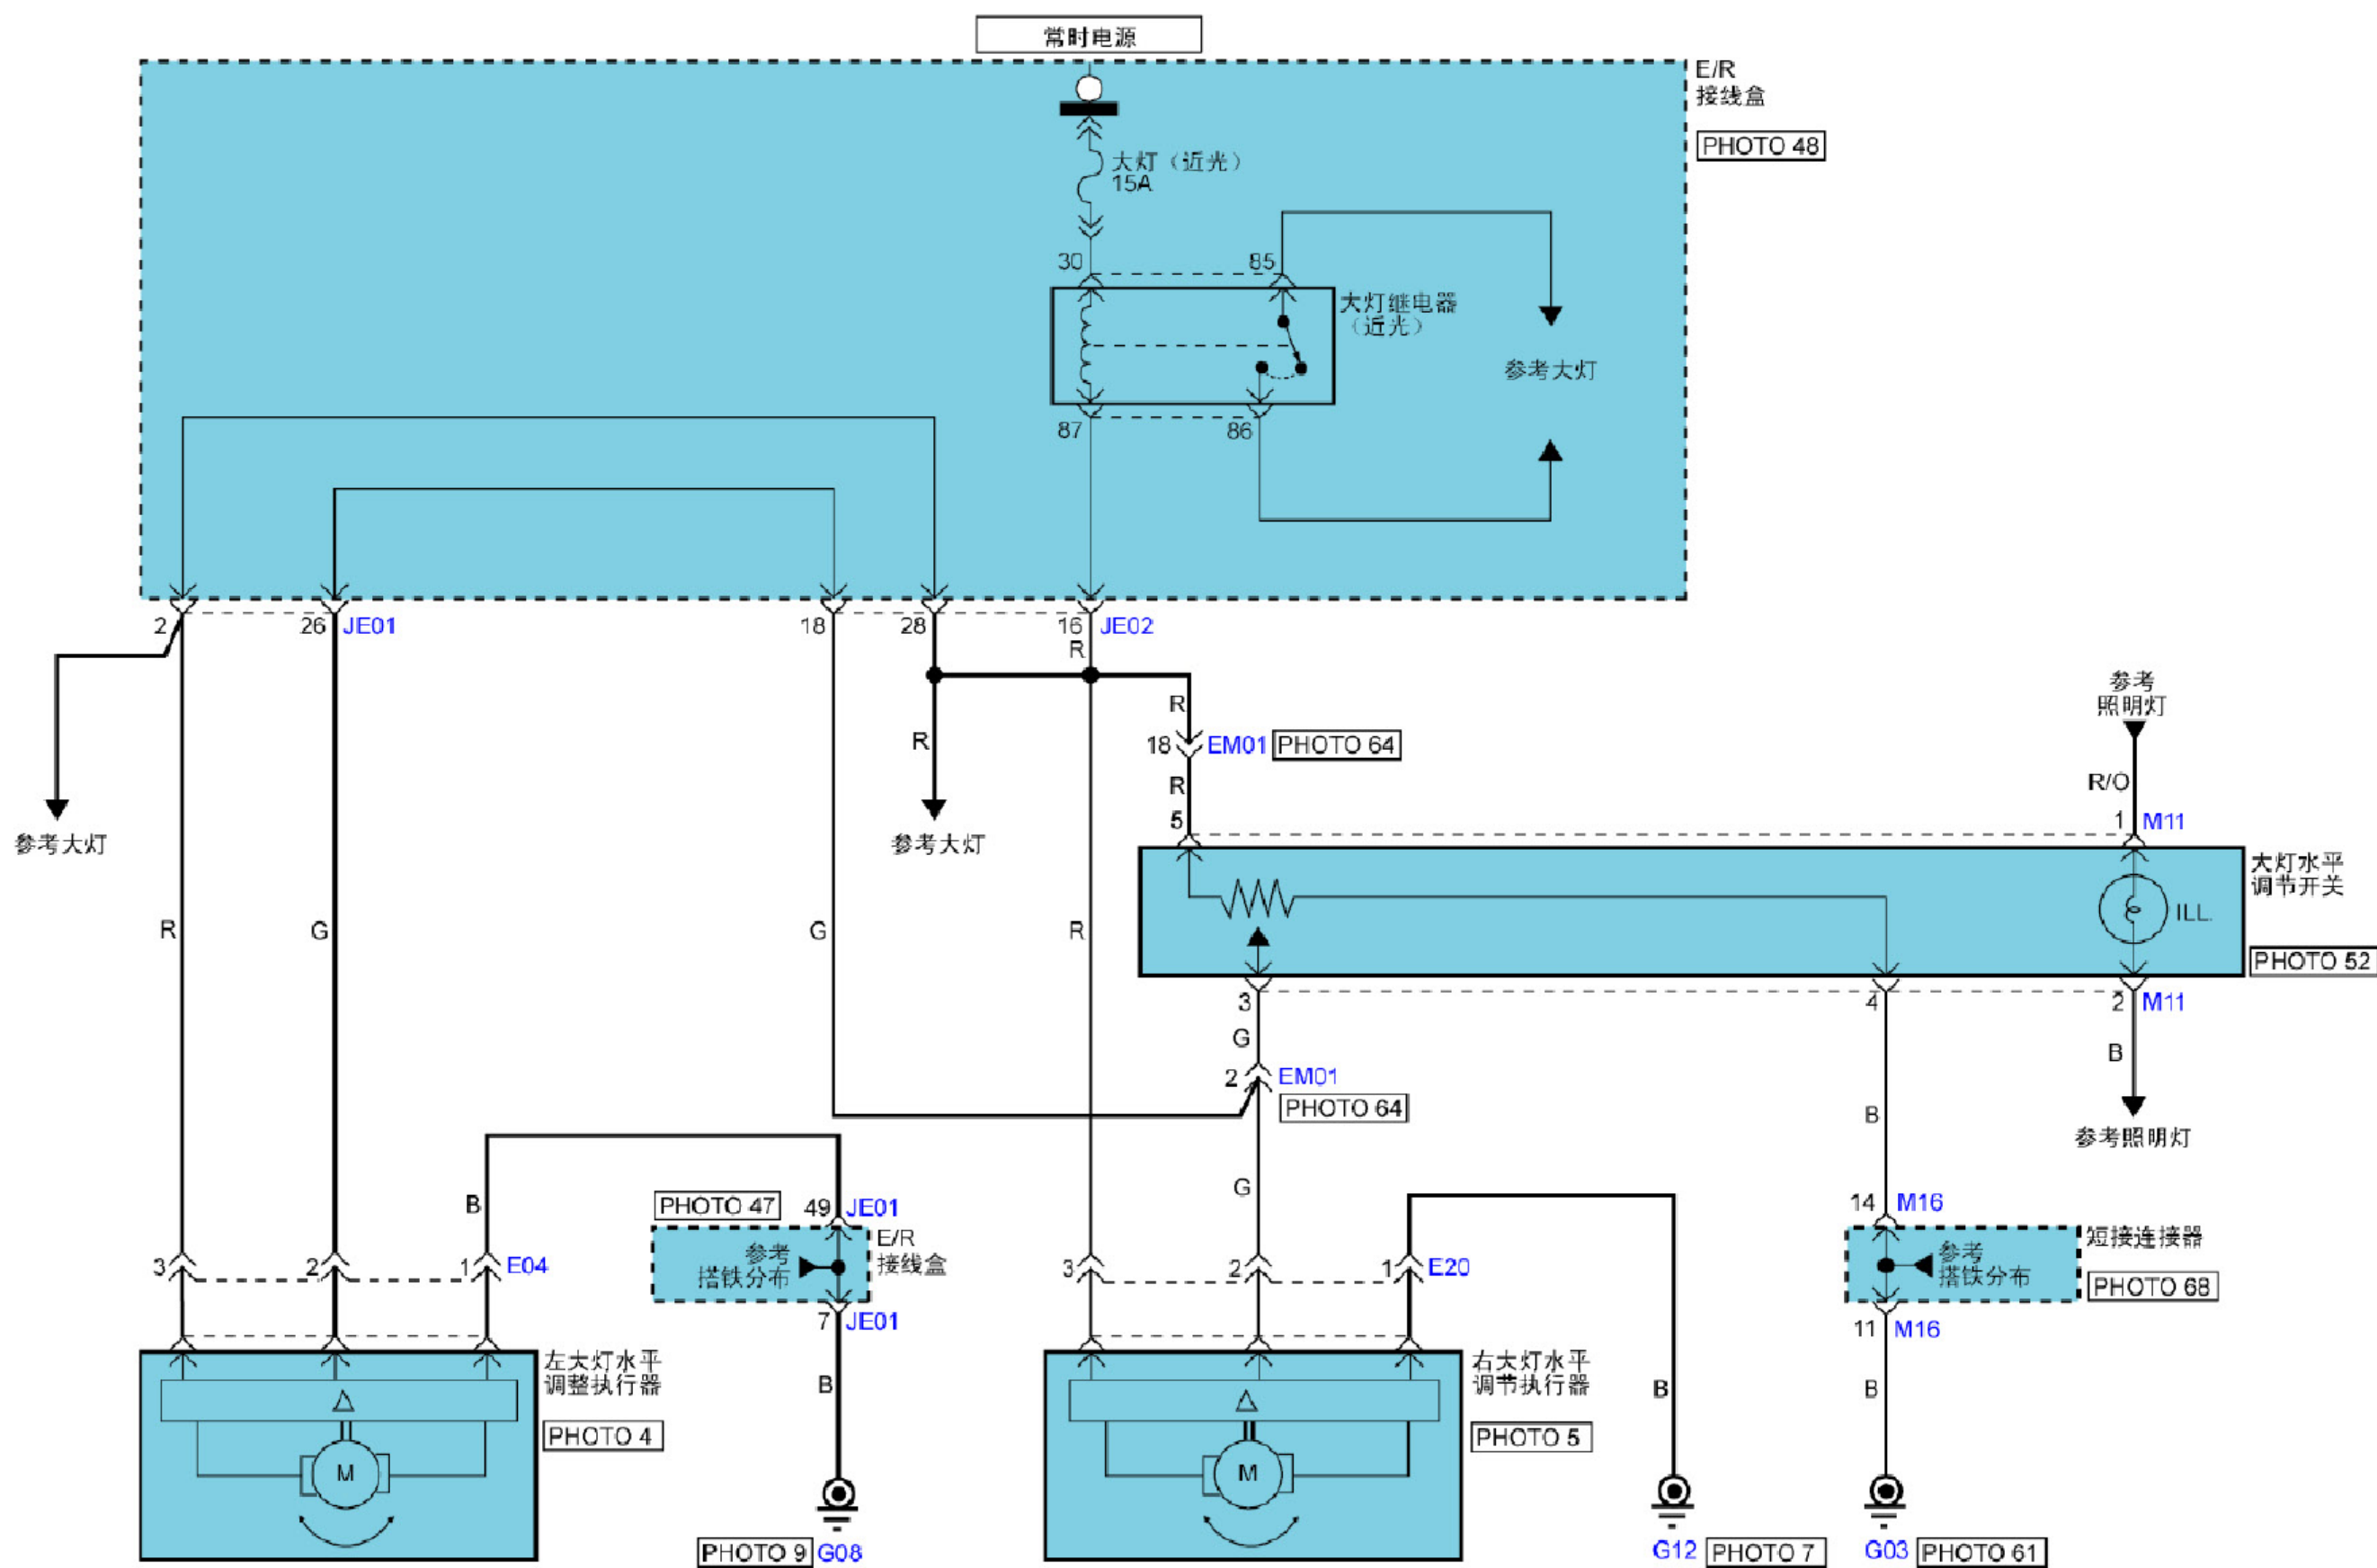 常时电源
E/R
接线盒
PHOTO 48
大灯（近光）
15A
30
85
大灯继电器
（近光）
参考大灯
87
86
2
26
JE01
18
28
16
JE02
R
R
18
EM01
PHOTO 64
R
R
5
参考
照明灯
R/O
1
M11
参考大灯
参考大灯
大灯水平
调节开关
ILL.
PHOTO 52
R
G
G
R
3
4
2
M11
G
B
2
EM01
PHOTO 64
B
参考照明灯
B
G
PHOTO 47
49
JE01
E/R
接线盒
参考
搭铁分布
14
M16
短接连接器
参考
搭铁分布
PHOTO 68
3
2
1
E04
3
2
1
E20
7
JE01
11
M16
左大灯水平
调整执行器
PHOTO 4
M
B
右大灯水平
调节执行器
PHOTO 5
M
B
B
PHOTO 9
G08
G12
PHOTO 7
G03
PHOTO 61